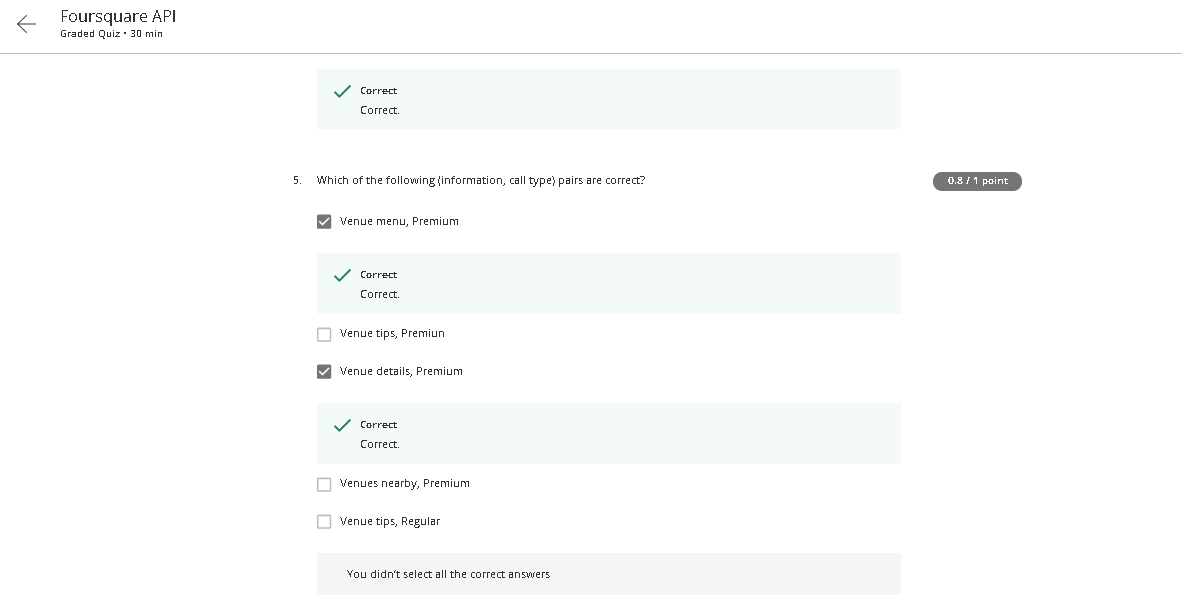 Foursquare API
Graded Quiz • 30 min
Correct
Correct.
5. Which of the following (information, call type) pairs are correct?
0.8 / 1 point
Venue menu, Premium
Correct
Correct.
Venue tips, Premiun
Venue details, Premium
Correct
Correct.
Venues nearby, Premium
Venue tips, Regular
You didn't select all the correct answers